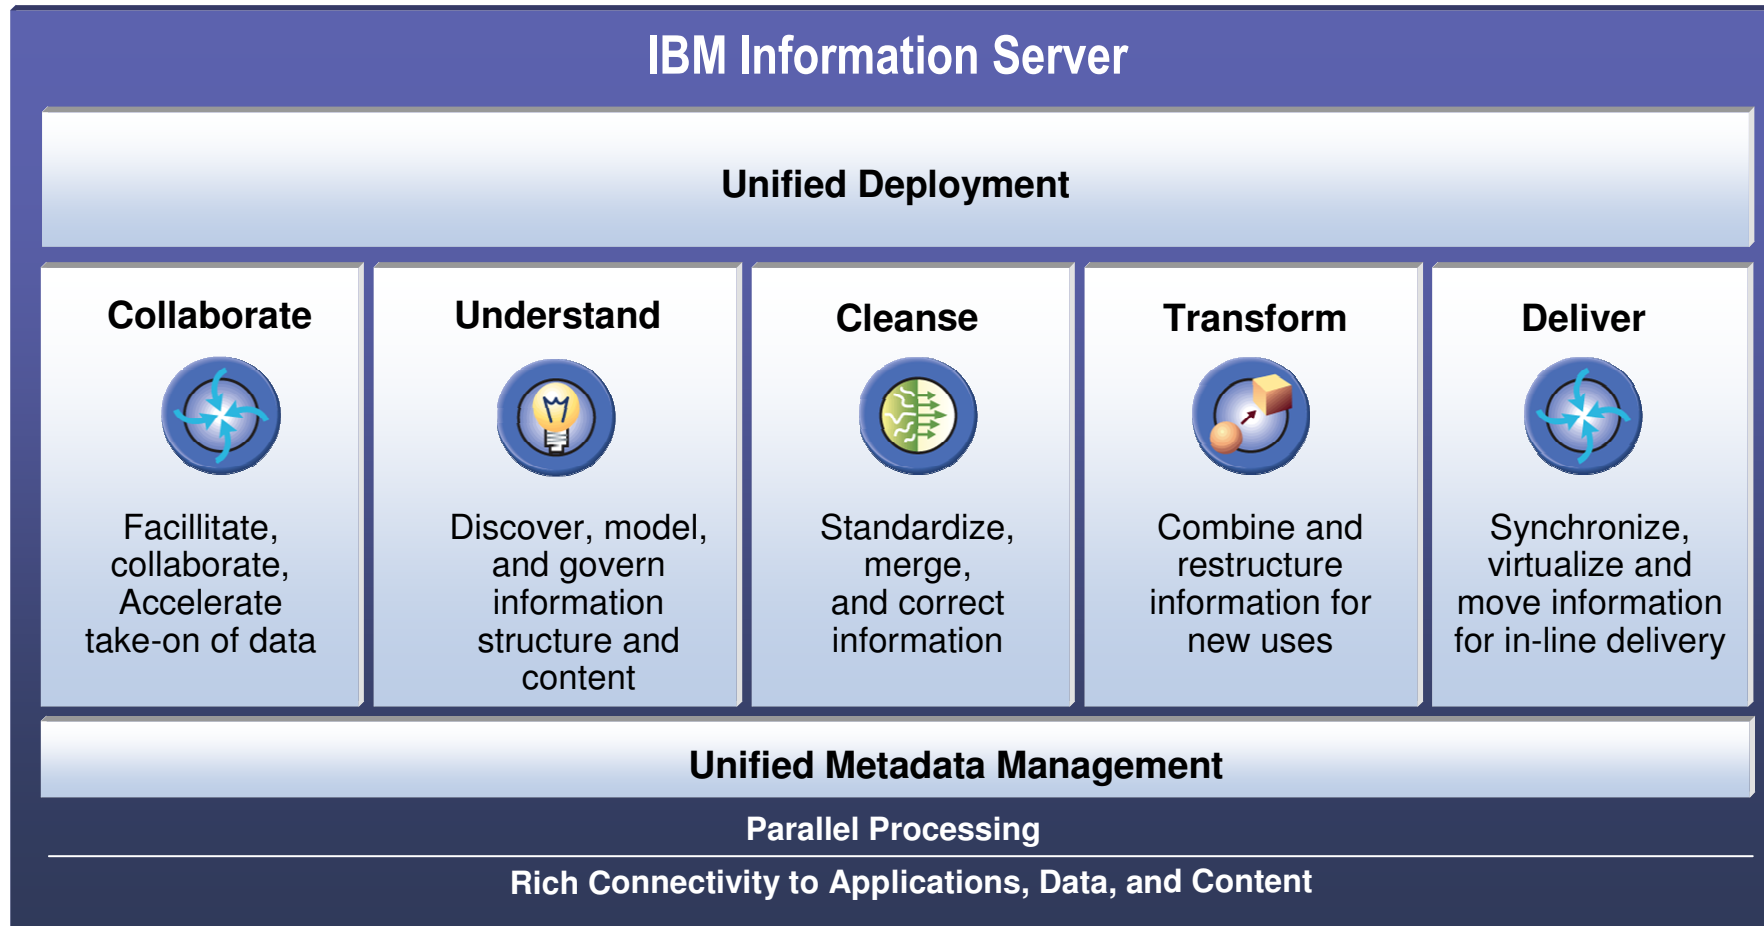 IBM Information Server
Unified Deployment
Collaborate
Facillitate,
collaborate,
Accelerate
take-on of data
Understand
Discover, model,
and govern
information
structure and
content
Cleanse
Standardize,
merge,
and correct
information
Transform
Combine and
restructure
information for
new uses
Deliver
Synchronize,
virtualize and
move information
for in-line delivery
Unified Metadata Management
Parallel Processing
Rich Connectivity to Applications, Data, and Content